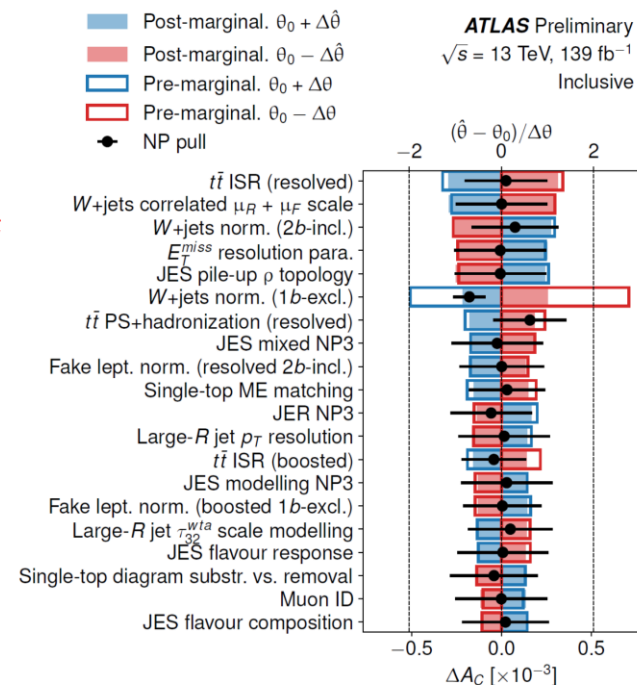 Post-marginal. θ₀ + Δθ̂
Post-marginal. θ₀ − Δθ̂
Pre-marginal. θ₀ + Δθ
Pre-marginal. θ₀ − Δθ
NP pull
ATLAS Preliminary
√s = 13 TeV, 139 fb⁻¹
Inclusive
(θ̂ − θ₀)/Δθ
−2 0 2
tt̄ ISR (resolved)
W+jets correlated μ_R + μ_F scale
W+jets norm. (2b-incl.)
E_T^miss resolution para.
JES pile-up ρ topology
W+jets norm. (1b-excl.)
tt̄ PS+hadronization (resolved)
JES mixed NP3
Fake lept. norm. (resolved 2b-incl.)
Single-top ME matching
JER NP3
Large-R jet p_T resolution
tt̄ ISR (boosted)
JES modelling NP3
Fake lept. norm. (boosted 1b-excl.)
Large-R jet τ_32^wta scale modelling
JES flavour response
Single-top diagram substr. vs. removal
Muon ID
JES flavour composition
−0.5 0.0 0.5
ΔA_C [×10⁻³]